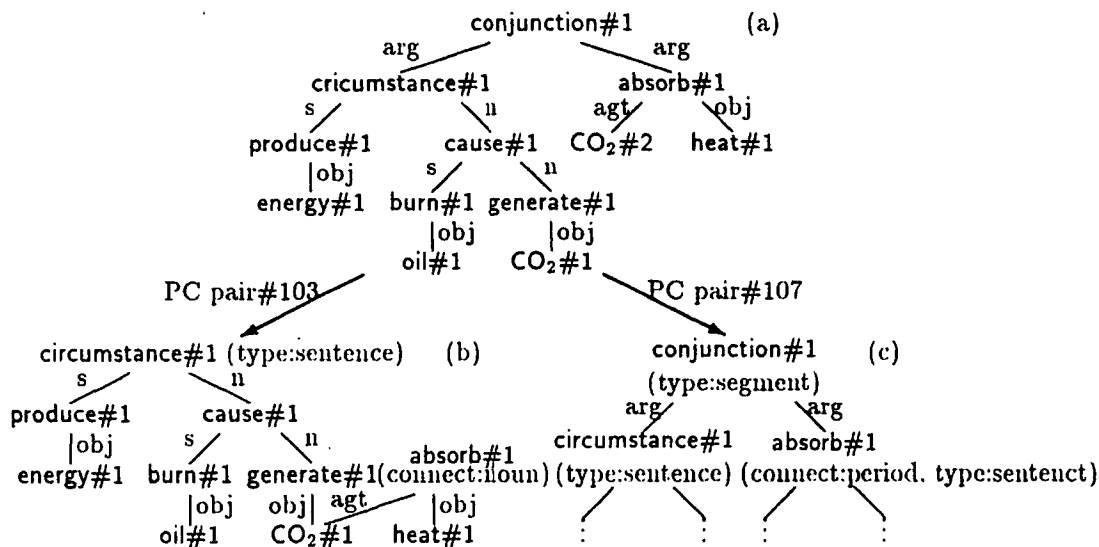 conjunction#1 (a)
arg arg
cricumstance#1 absorb#1
s n agt obj
produce#1 cause#1 CO₂#2 heat#1
obj s n
energy#1 burn#1 generate#1
obj obj
oil#1 CO₂#1
PC pair#103 PC pair#107
circumstance#1 (type:sentence) (b) conjunction#1 (c)
s n (type:segment)
produce#1 cause#1 arg arg
obj s n absorb#1 circumstance#1 absorb#1
energy#1 burn#1 generate#1 (connect:noun) (type:sentence) (connect:period, type:sentenct)
obj obj agt obj
oil#1 CO₂#1 heat#1